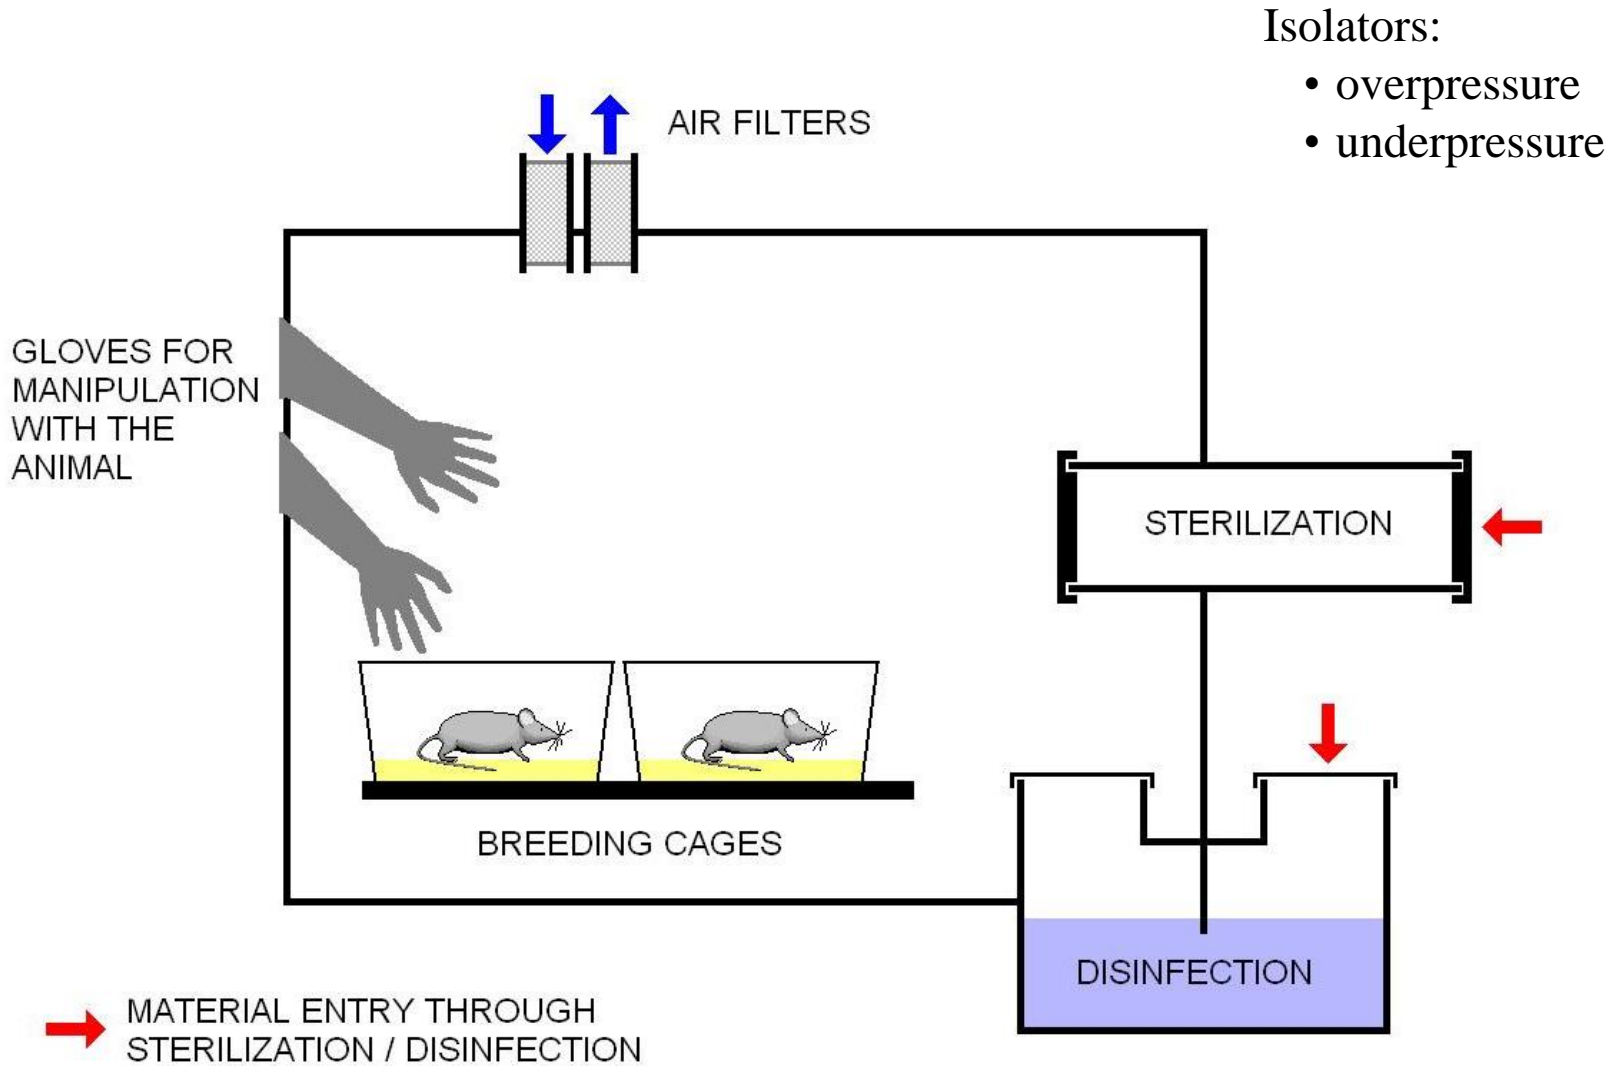 Isolators:
• overpressure
• underpressure
AIR FILTERS
GLOVES FOR
MANIPULATION
WITH THE
ANIMAL
STERILIZATION
BREEDING CAGES
DISINFECTION
MATERIAL ENTRY THROUGH
STERILIZATION / DISINFECTION